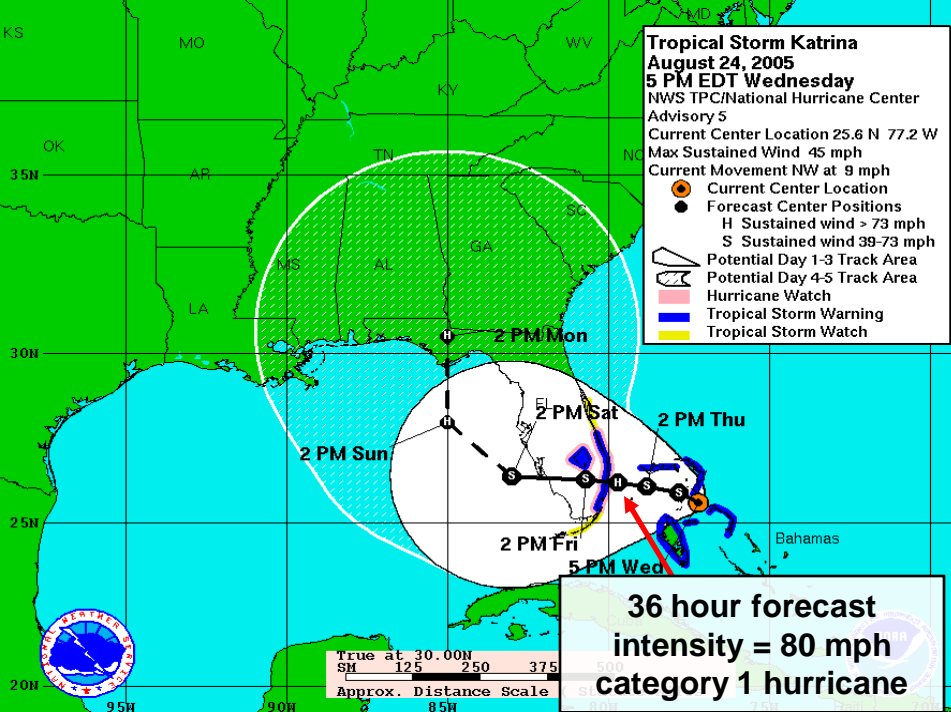 KS
MO
WV
MD
KY
OK
TN
NC
AR
SC
MS
AL
GA
LA
FL
Tropical Storm Katrina
August 24, 2005
5 PM EDT Wednesday
NWS TPC/National Hurricane Center
Advisory 5
Current Center Location 25.6 N 77.2 W
Max Sustained Wind 45 mph
Current Movement NW at 9 mph
Current Center Location
Forecast Center Positions
H Sustained wind > 73 mph
S Sustained wind 39-73 mph
Potential Day 1-3 Track Area
Potential Day 4-5 Track Area
Hurricane Watch
Tropical Storm Warning
Tropical Storm Watch
35N
30N
25N
20N
95W
90W
85W
H
2 PM Mon
H
2 PM Sun
2 PM Sat
2 PM Thu
S
S
H
S
S
2 PM Fri
5 PM Wed
Bahamas
NATIONAL WEATHER SERVICE
True at 30.00N
SM 125 250 375 500
Approx. Distance Scale
36 hour forecast
intensity = 80 mph
category 1 hurricane